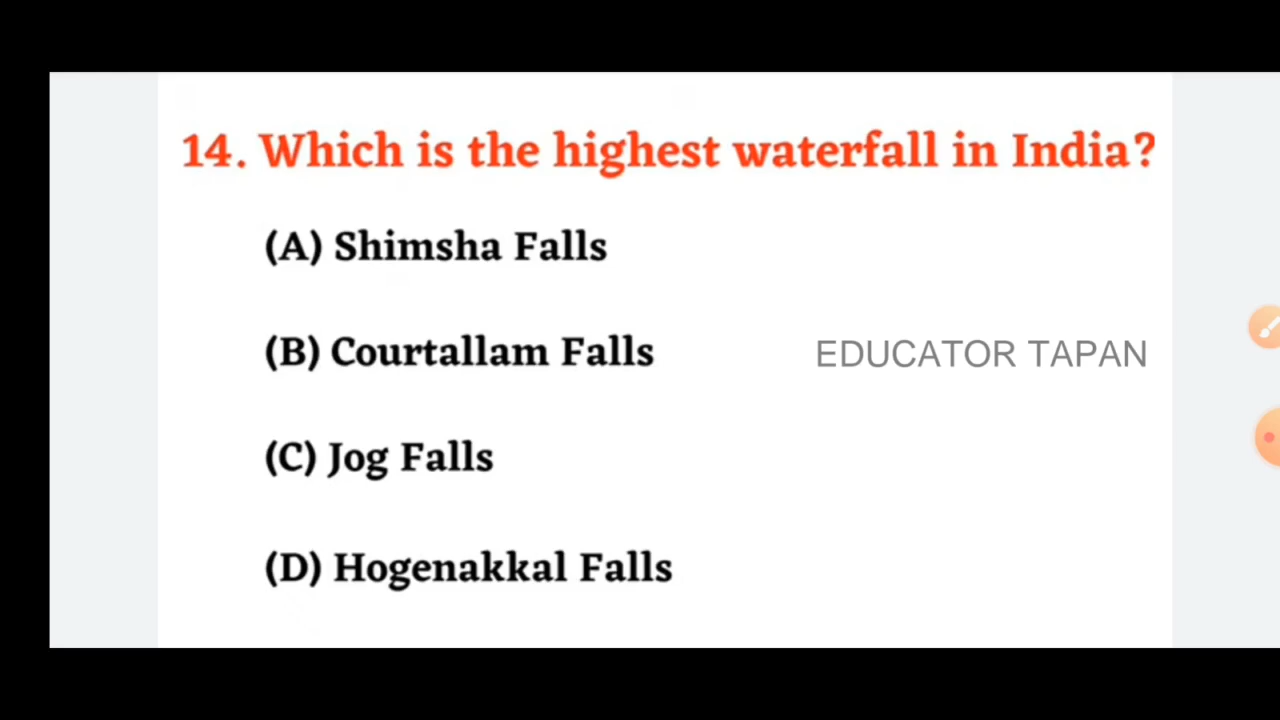 14. Which is the highest waterfall in India?
(A) Shimsha Falls
(B) Courtallam Falls
EDUCATOR TAPAN
(C) Jog Falls
(D) Hogenakkal Falls